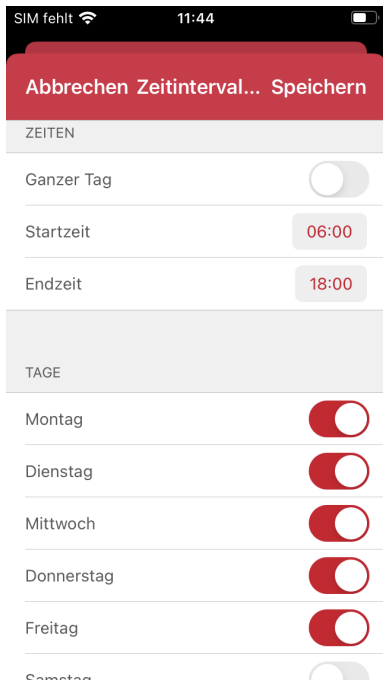 SIM fehlt 11:44
Abbrechen Zeitinterval... Speichern
ZEITEN
Ganzer Tag
Startzeit 06:00
Endzeit 18:00
TAGE
Montag
Dienstag
Mittwoch
Donnerstag
Freitag
Samstag